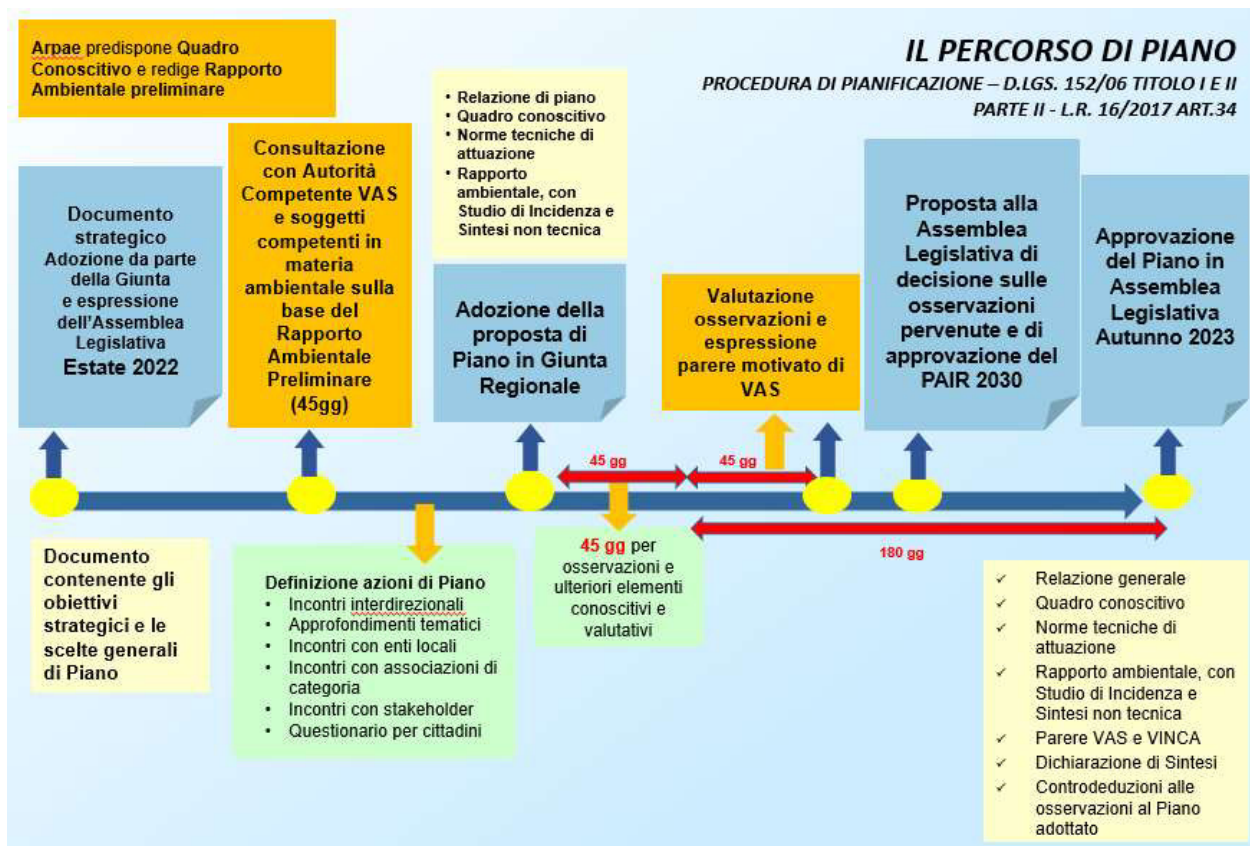 Arpae predispone Quadro
Conoscitivo e redige Rapporto
Ambientale preliminare
IL PERCORSO DI PIANO
PROCEDURA DI PIANIFICAZIONE – D.LGS. 152/06 TITOLO I E II
PARTE II - L.R. 16/2017 ART.34
Documento
strategico
Adozione da parte
della Giunta
e espressione
dell'Assemblea
Legislativa
Estate 2022
Consultazione
con Autorità
Competente VAS
e soggetti
competenti in
materia
ambientale sulla
base del
Rapporto
Ambientale
Preliminare
(45gg)
• Relazione di piano
• Quadro conoscitivo
• Norme tecniche di
attuazione
• Rapporto
ambientale, con
Studio di Incidenza e
Sintesi non tecnica
Adozione della
proposta di
Piano in Giunta
Regionale
Valutazione
osservazioni e
espressione
parere motivato di
VAS
Proposta alla
Assemblea
Legislativa di
decisione sulle
osservazioni
pervenute e di
approvazione del
PAIR 2030
Approvazione
del Piano in
Assemblea
Legislativa
Autunno 2023
45 gg
45 gg
180 gg
Documento
contenente gli
obiettivi
strategici e le
scelte generali
di Piano
Definizione azioni di Piano
• Incontri interdirezionali
• Approfondimenti tematici
• Incontri con enti locali
• Incontri con associazioni di
categoria
• Incontri con stakeholder
• Questionario per cittadini
45 gg per
osservazioni e
ulteriori elementi
conoscitivi e
valutativi
✓ Relazione generale
✓ Quadro conoscitivo
✓ Norme tecniche di
attuazione
✓ Rapporto ambientale, con
Studio di Incidenza e
Sintesi non tecnica
✓ Parere VAS e VINCA
✓ Dichiarazione di Sintesi
✓ Controdeduzioni alle
osservazioni al Piano
adottato